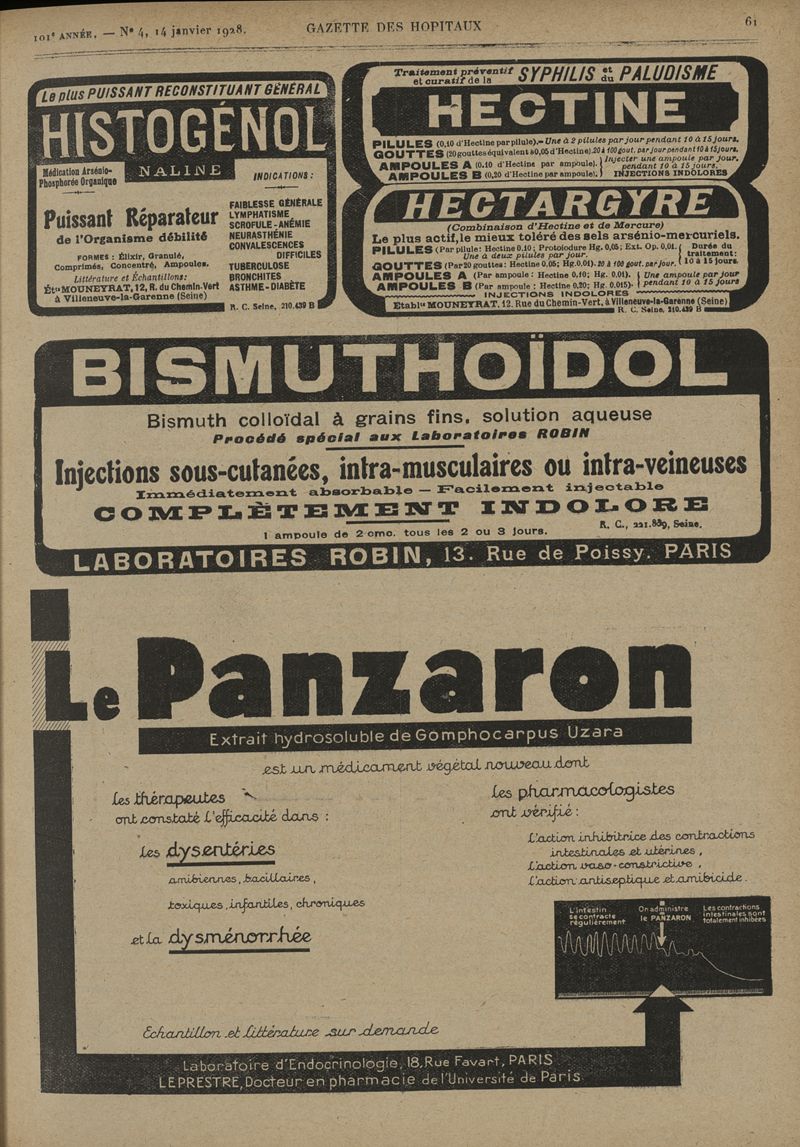 101e ANNÉE. — N° 4, 14 janvier 1928.
GAZETTE DES HOPITAUX
61
Le plus PUISSANT RECONSTITUANT GÉNÉRAL
HISTOGÉNOL
Médication Arsénio-
Phosphorée Organique
NALINE
INDICATIONS :
Puissant Réparateur
de l'Organisme débilité
FORMES : Élixir, Granulé,
Comprimés, Concentré, Ampoules.
Littérature et Échantillons:
Éts MOUNEYRAT, 12, R. du Chemin-Vert
à Villeneuve-la-Garenne (Seine)
FAIBLESSE GÉNÉRALE
LYMPHATISME
SCROFULE - ANÉMIE
NEURASTHÉNIE
CONVALESCENCES
DIFFICILES
TUBERCULOSE
BRONCHITES
ASTHME - DIABÈTE
R. C. Seine, 210.439 B
Traitement préventif et curatif de la SYPHILIS et du PALUDISME
HECTINE
PILULES (0,10 d'Hectine par pilule).- Une à 2 pilules par jour pendant 10 à 15 jours.
GOUTTES (20 gouttes équivalent à 0,05 d'Hectine). 20 à 100 gout. par jour pendant 10 à 15 jours.
AMPOULES A (0.10 d'Hectine par ampoule).
AMPOULES B (0,20 d'Hectine par ampoule).
Injecter une ampoule par jour.
pendant 10 à 15 jours.
INJECTIONS INDOLORES
HECTARGYRE
(Combinaison d'Hectine et de Mercure)
Le plus actif, le mieux toléré des sels arsénio-mercuriels.
PILULES (Par pilule: Hectine 0,10 ; Protoiodure Hg. 0,05 ; Ext. Op. 0,01.
Une à deux pilules par jour.
GOUTTES (Par 20 gouttes: Hectine 0,05; Hg. 0.01). 20 à 100 gout. par jour.
Durée du
traitement:
10 à 15 jours.
AMPOULES A (Par ampoule : Hectine 0,10; Hg. 0.01).
AMPOULES B (Par ampoule : Hectine 0,20; Hg. 0.015).
Une ampoule par jour
pendant 10 à 15 jours
INJECTIONS INDOLORES
Etablts MOUNEYRAT, 12, Rue du Chemin-Vert, à Villeneuve-la-Garenne (Seine)
R. C. Seine, 210.439 B
BISMUTHOÏDOL
Bismuth colloïdal à grains fins, solution aqueuse
Procédé spécial aux Laboratoires ROBIN
Injections sous-cutanées, intra-musculaires ou intra-veineuses
Immédiatement absorbable — Facilement injectable
COMPLÈTEMENT INDOLORE
1 ampoule de 2 cmc. tous les 2 ou 3 jours.
R. C., 221.839, Seine.
LABORATOIRES ROBIN, 13. Rue de Poissy. PARIS
Le Panzaron
Extrait hydrosoluble de Gomphocarpus Uzara
est un médicament végétal nouveau dont
Les thérapeutes
ont constaté l'efficacité dans :
Les dysentéries
amibiennes, bacillaires,
toxiques, infantiles, chroniques
et la dysménorrhée
Les pharmacologistes
ont vérifié :
L'action inhibitrice des contractions
intestinales et utérines,
L'action vaso-constrictive,
L'action antiseptique et amibicide.
L'intestin
se contracte
régulièrement
On administre
le PANZARON
Les contractions
intestinales sont
totalement inhibées
Echantillon et Littérature sur demande
Laboratoire d'Endocrinologie, 18, Rue Favart, PARIS
LEPRESTRE, Docteur en pharmacie de l'Université de Paris